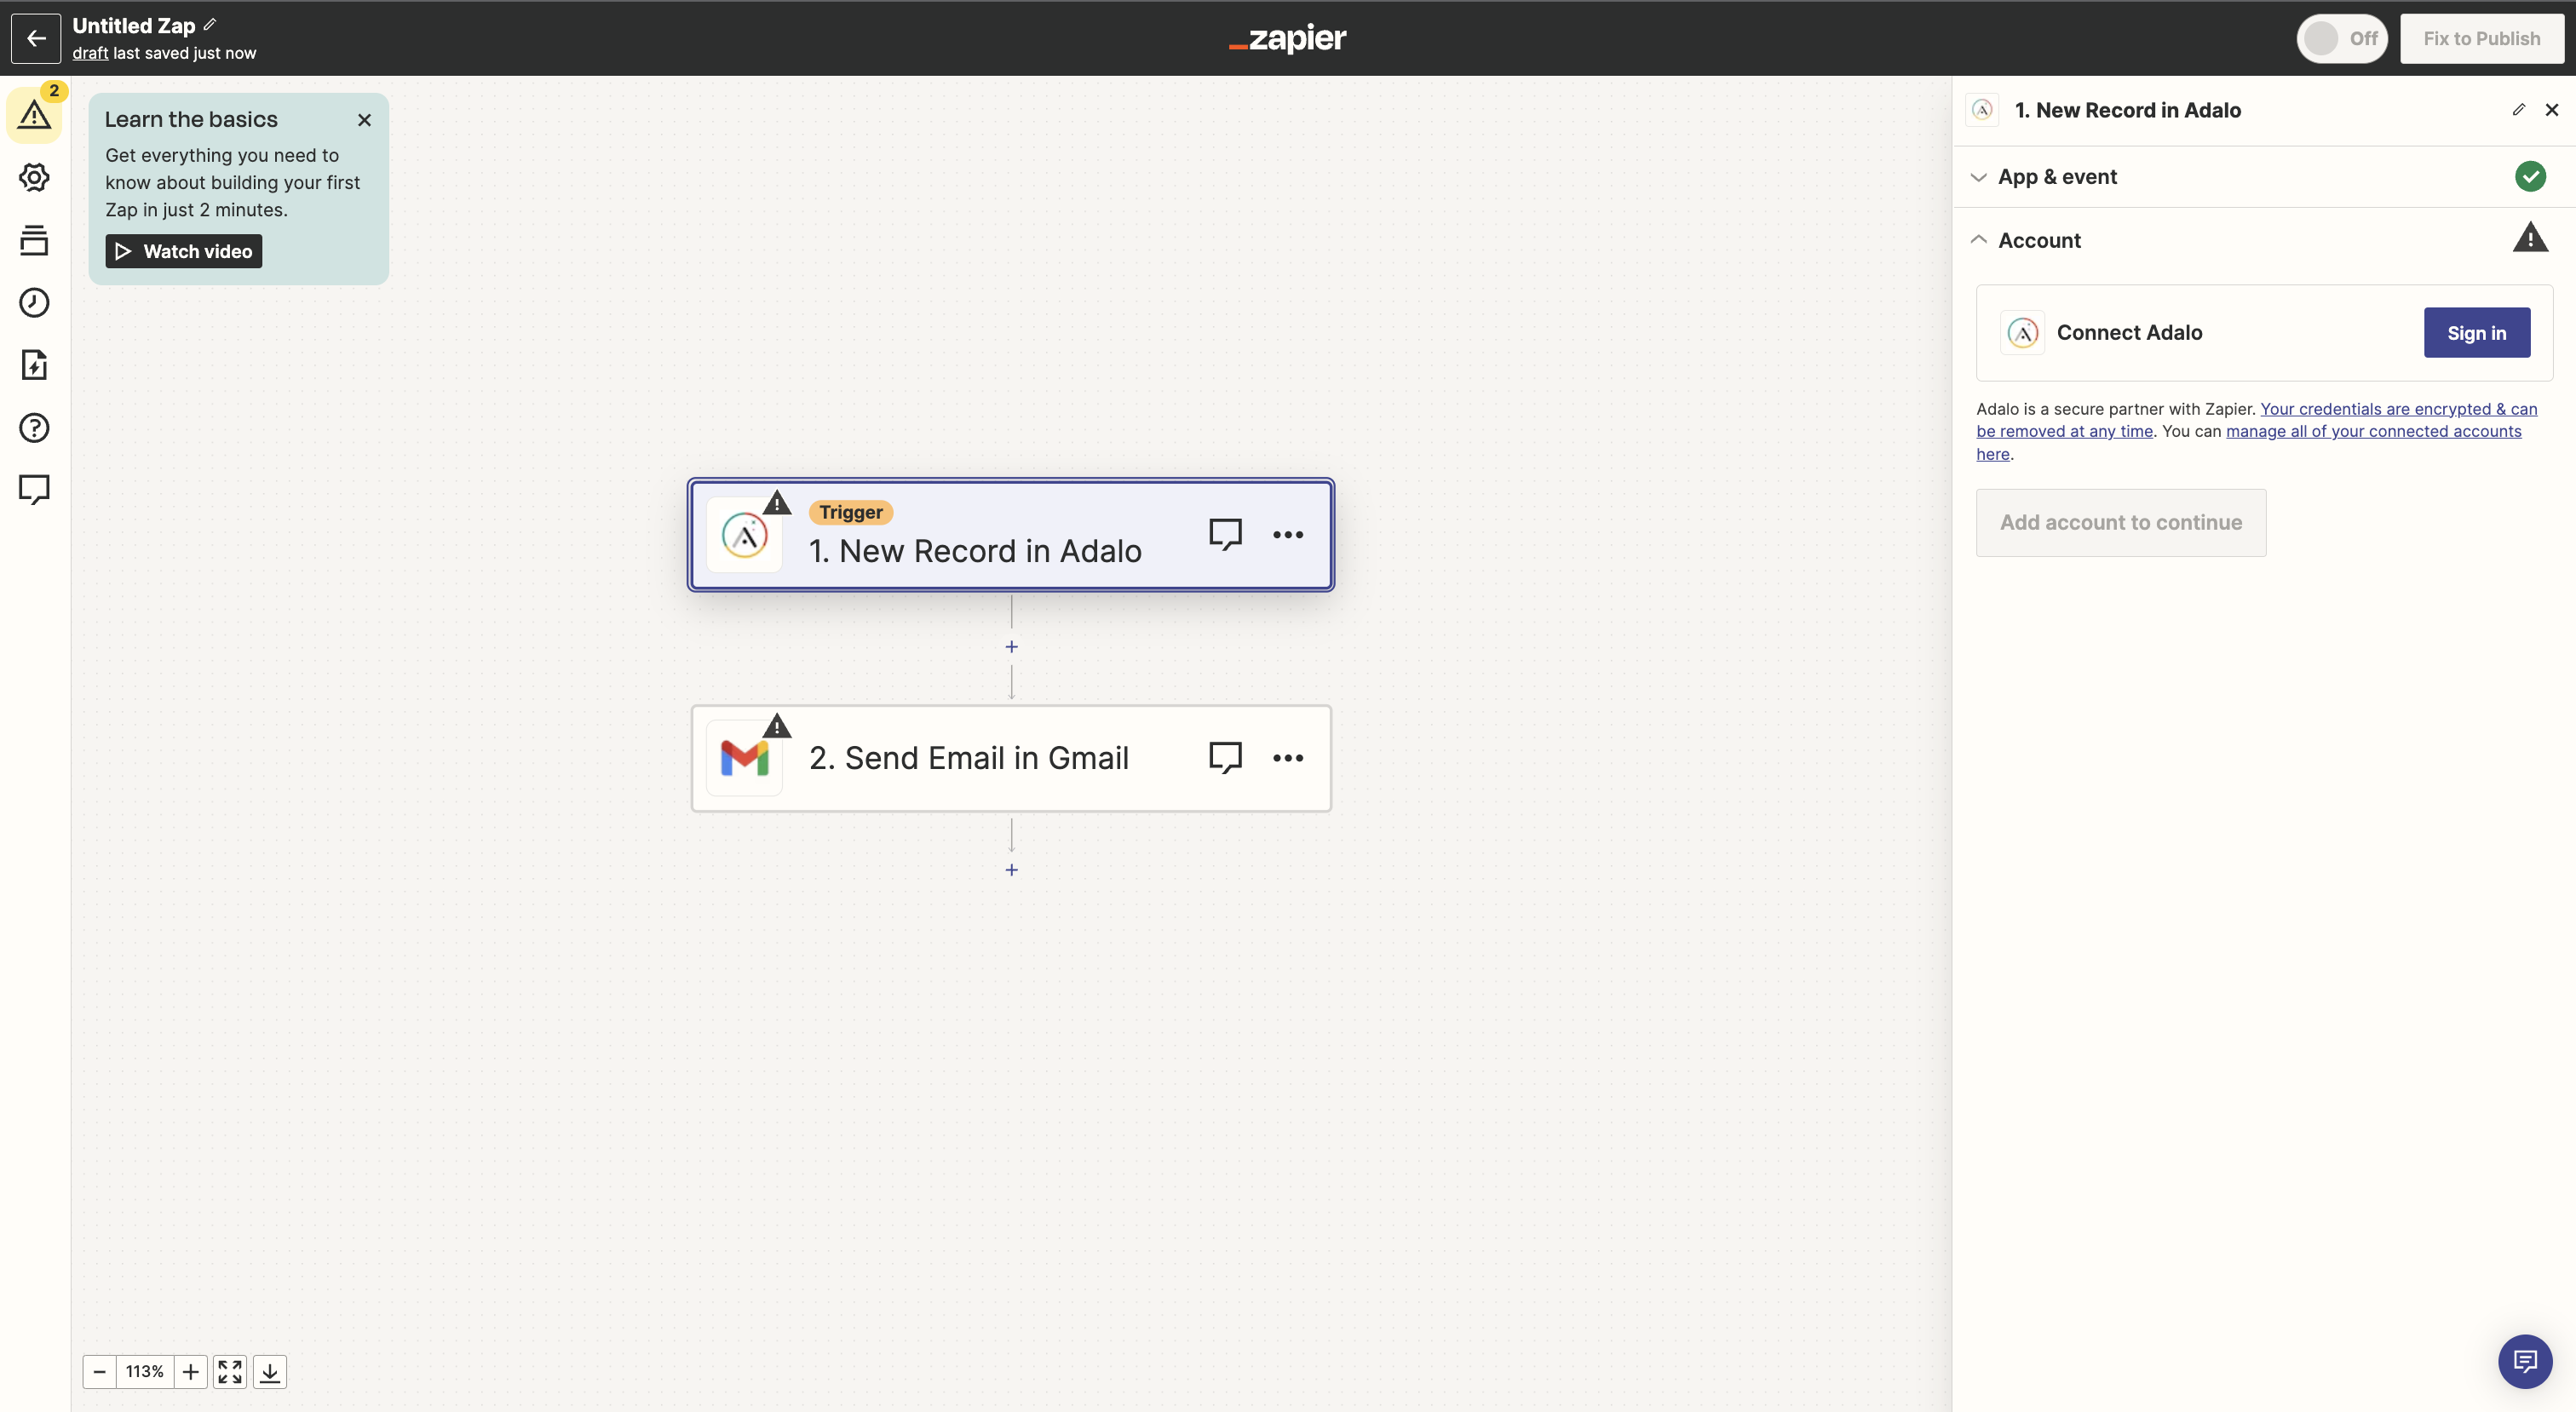 Untitled Zap
draft last saved just now
zapier
Off
Fix to Publish
2
Learn the basics
Get everything you need to
know about building your first
Zap in just 2 minutes.
Watch video
Trigger
1. New Record in Adalo
2. Send Email in Gmail
113%
1. New Record in Adalo
App & event
Account
Connect Adalo
Sign in
Adalo is a secure partner with Zapier. Your credentials are encrypted & can
be removed at any time. You can manage all of your connected accounts
here.
Add account to continue